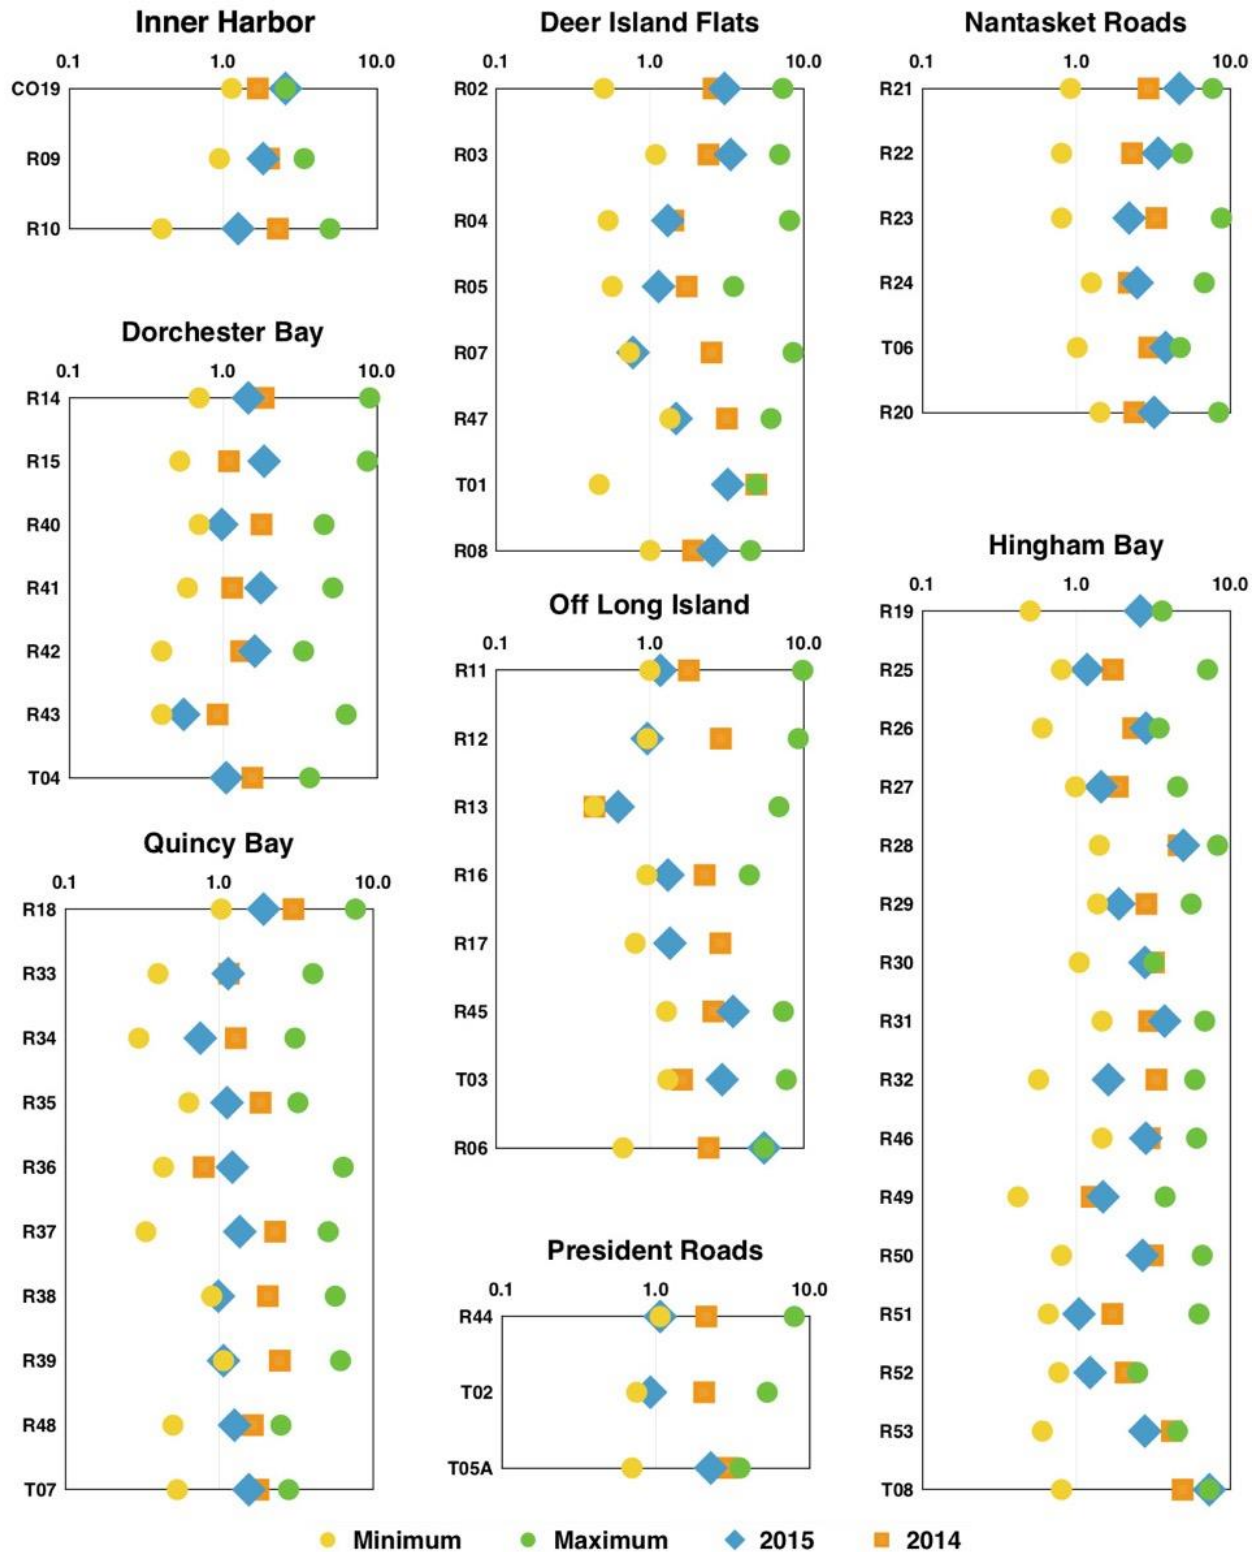 Inner Harbor
0.1 1.0 10.0
CO19
R09
R10
Dorchester Bay
0.1 1.0 10.0
R14
R15
R40
R41
R42
R43
T04
Quincy Bay
0.1 1.0 10.0
R18
R33
R34
R35
R36
R37
R38
R39
R48
T07
Deer Island Flats
0.1 1.0 10.0
R02
R03
R04
R05
R07
R47
T01
R08
Off Long Island
0.1 1.0 10.0
R11
R12
R13
R16
R17
R45
T03
R06
President Roads
0.1 1.0 10.0
R44
T02
T05A
Nantasket Roads
0.1 1.0 10.0
R21
R22
R23
R24
T06
R20
Hingham Bay
0.1 1.0 10.0
R19
R25
R26
R27
R28
R29
R30
R31
R32
R46
R49
R50
R51
R52
R53
T08
Minimum Maximum 2015 2014